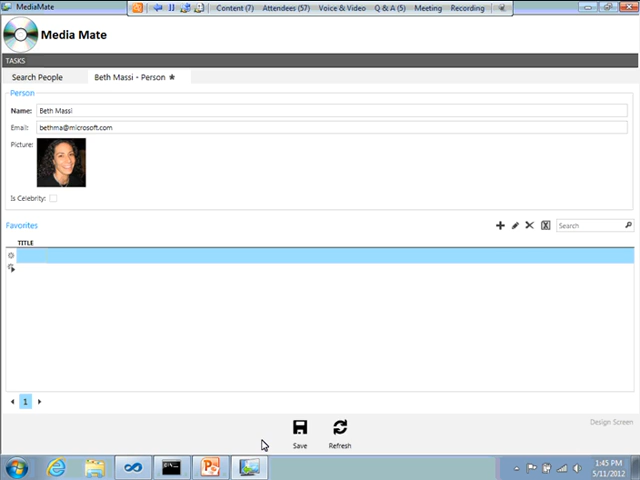 MediaMate
Content (7) Attendees (57) Voice & Video Q & A (5) Meeting Recording
Media Mate
TASKS
Search People Beth Massi - Person ★
Person
Name: Beth Massi
Email: bethma@microsoft.com
Picture:
Is Celebrity:
Favorites
Search
TITLE
1
Design Screen
Save Refresh
1:45 PM
5/11/2012